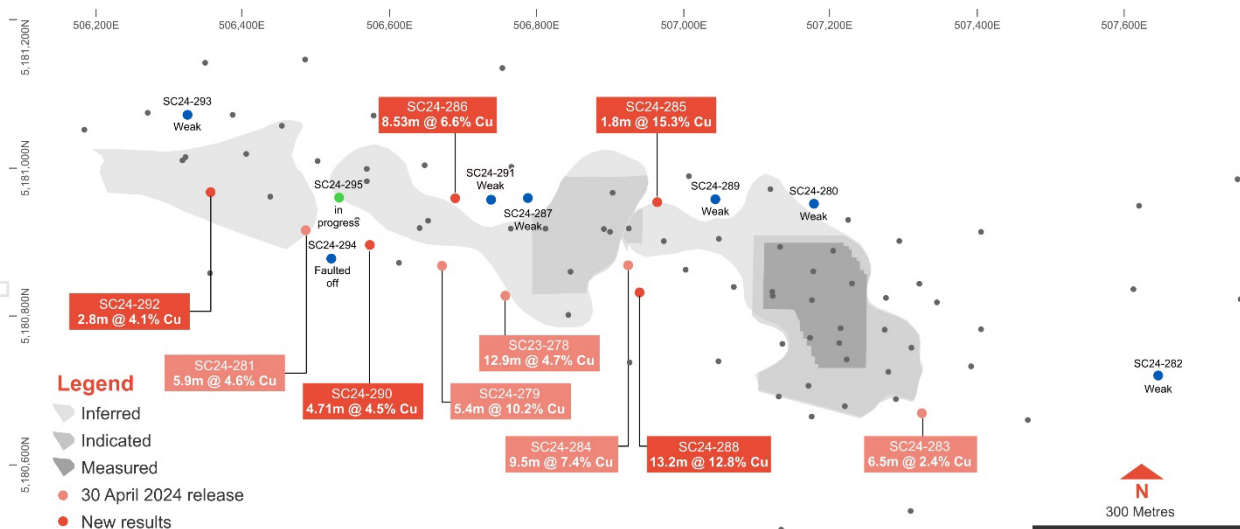 506,200E 506,400E 506,600E 506,800E 507,000E 507,200E 507,400E 507,600E
5,181,200N
SC24-293
Weak
SC24-286
8.53m @ 6.6% Cu
SC24-285
1.8m @ 15.3% Cu
5,181,000N
SC24-295
in
progress
SC24-291
Weak
SC24-287
Weak
SC24-289
Weak
SC24-280
Weak
SC24-294
Faulted
off
5,180,800N
SC24-292
2.8m @ 4.1% Cu
SC24-281
5.9m @ 4.6% Cu
SC23-278
12.9m @ 4.7% Cu
SC24-282
Weak
SC24-290
4.71m @ 4.5% Cu
SC24-279
5.4m @ 10.2% Cu
SC24-284
9.5m @ 7.4% Cu
SC24-288
13.2m @ 12.8% Cu
SC24-283
6.5m @ 2.4% Cu
5,180,600N
Legend
Inferred
Indicated
Measured
30 April 2024 release
New results
N
300 Metres